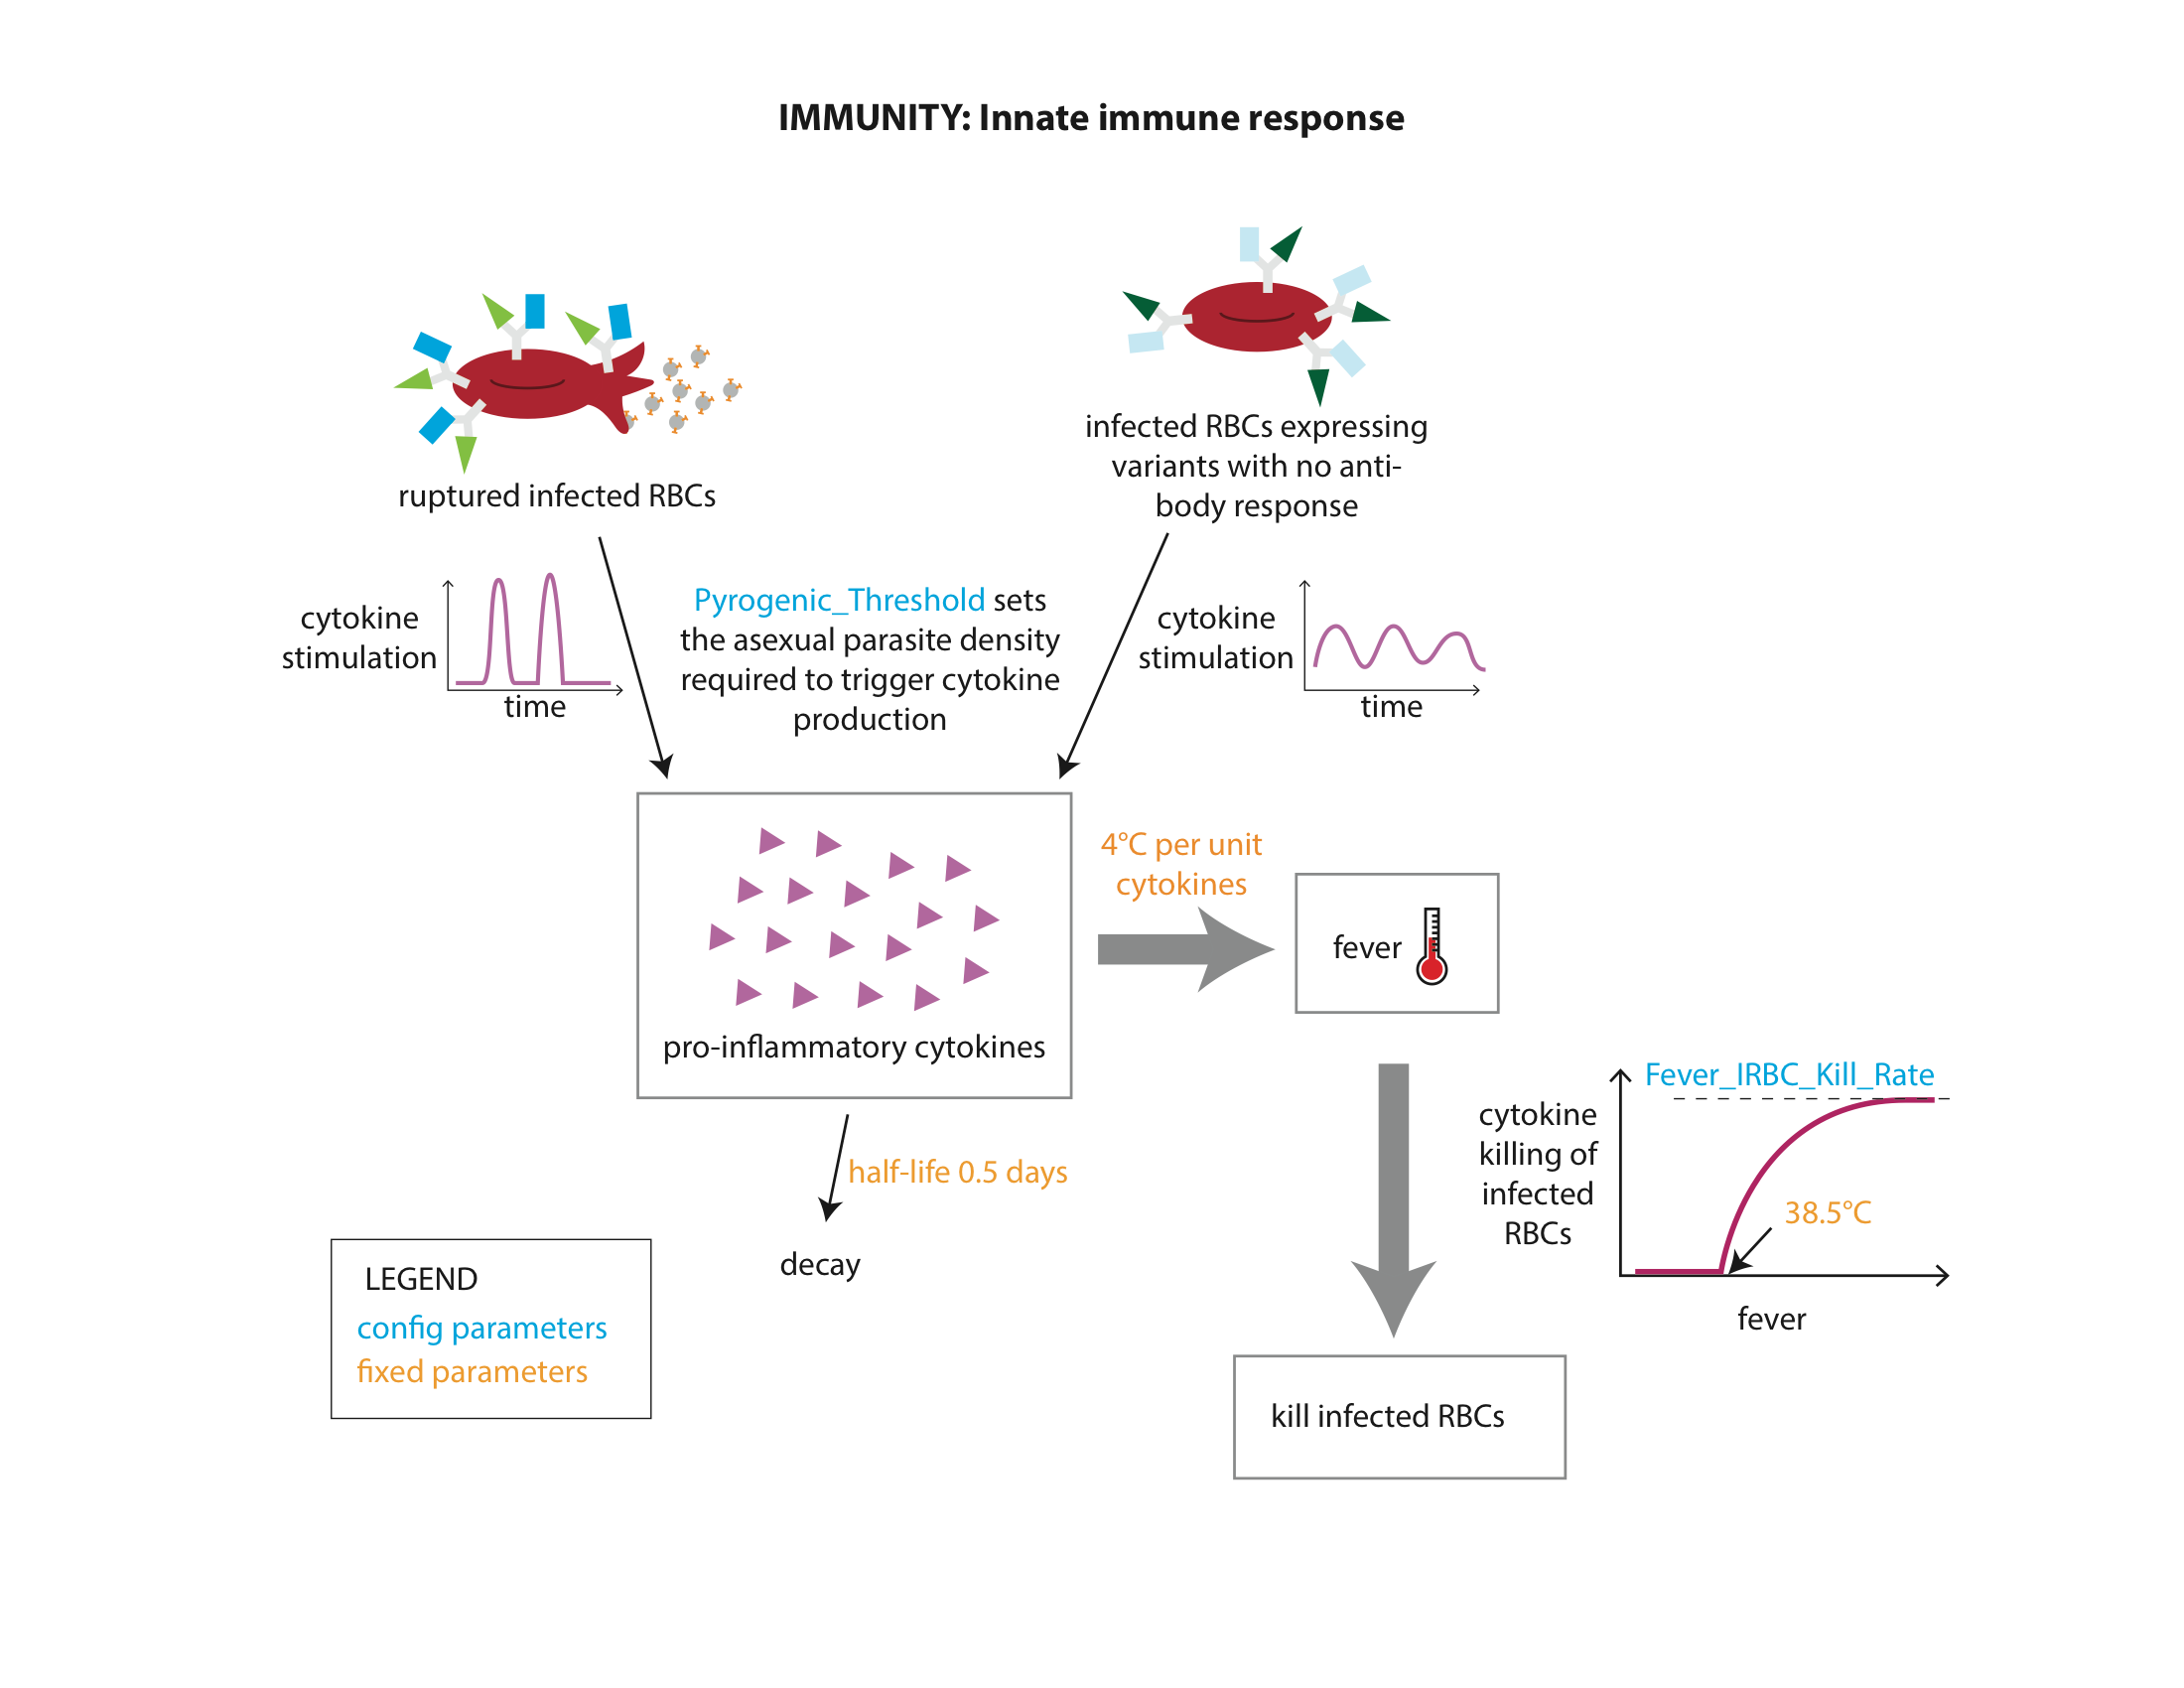 IMMUNITY: Innate immune response
ruptured infected RBCs
infected RBCs expressing
variants with no anti-
body response
cytokine
stimulation
time
Pyrogenic_Threshold sets
the asexual parasite density
required to trigger cytokine
production
cytokine
stimulation
time
pro-inflammatory cytokines
4°C per unit
cytokines
fever
half-life 0.5 days
decay
Fever_IRBC_Kill_Rate
cytokine
killing of
infected
RBCs
38.5°C
fever
kill infected RBCs
LEGEND
config parameters
fixed parameters